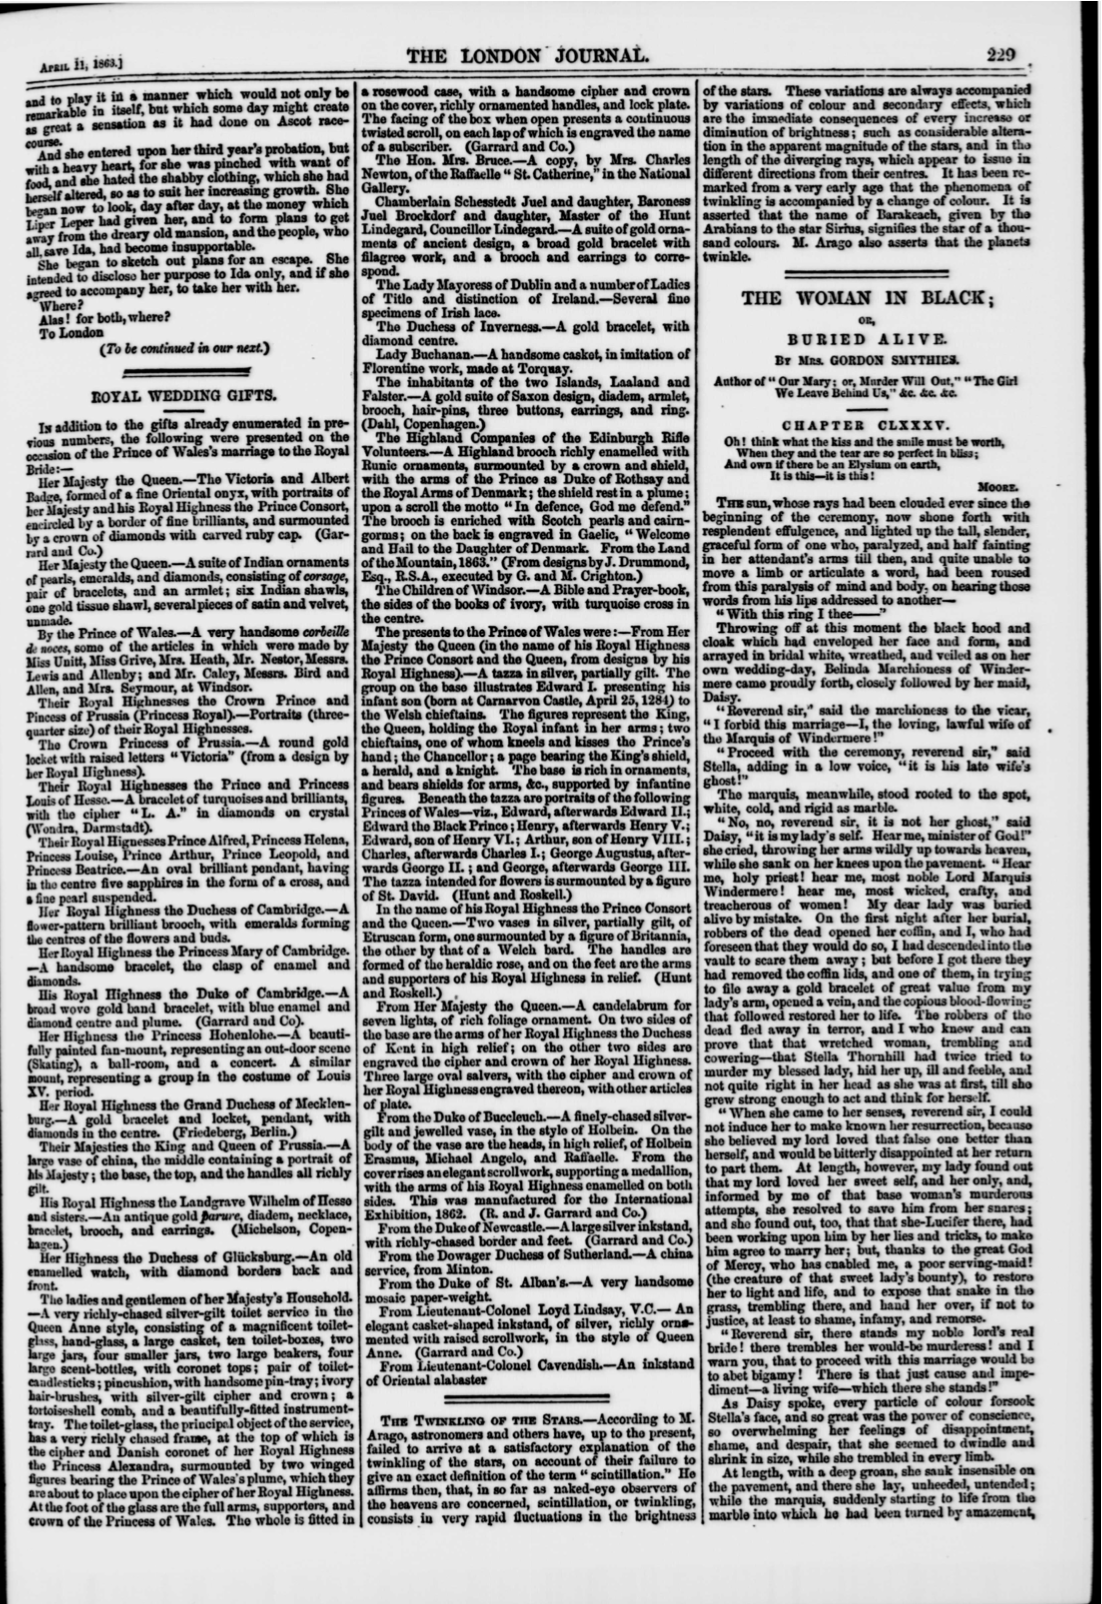 APRIL 11, 1863.]
THE LONDON JOURNAL.
229
and to play it in a manner which would not only be
remarkable in itself, but which some day might create
as great a sensation as it had done on Ascot race-
course.
And she entered upon her third year's probation, but
with a heavy heart, for she was pinched with want of
food, and she hated the shabby clothing, which she had
herself altered, so as to suit her increasing growth. She
began now to look, day after day, at the money which
Liper Leper had given her, and to form plans to get
away from the dreary old mansion, and the people, who
all, save Ida, had become insupportable.
She began to sketch out plans for an escape. She
intended to disclose her purpose to Ida only, and if she
agreed to accompany her, to take her with her.
Where?
Alas! for both, where?
To London
(To be continued in our next.)
ROYAL WEDDING GIFTS.
IN addition to the gifts already enumerated in pre-
vious numbers, the following were presented on the
occasion of the Prince of Wales's marriage to the Royal
Bride:—
Her Majesty the Queen.—The Victoria and Albert
Badge, formed of a fine Oriental onyx, with portraits of
her Majesty and his Royal Highness the Prince Consort,
encircled by a border of fine brilliants, and surmounted
by a crown of diamonds with carved ruby cap. (Gar-
rard and Co.)
Her Majesty the Queen.—A suite of Indian ornaments
of pearls, emeralds, and diamonds, consisting of corsage,
pair of bracelets, and an armlet; six Indian shawls,
one gold tissue shawl, several pieces of satin and velvet,
unmade.
By the Prince of Wales.—A very handsome corbeille
de noces, some of the articles in which were made by
Miss Unitt, Miss Grive, Mrs. Heath, Mr. Nestor, Messrs.
Lewis and Allenby; and Mr. Caley, Messrs. Bird and
Allen, and Mrs. Seymour, at Windsor.
Their Royal Highnesses the Crown Prince and
Pincess of Prussia (Princess Royal).—Portraits (three-
quarter size) of their Royal Highnesses.
The Crown Princess of Prussia.—A round gold
locket with raised letters "Victoria" (from a design by
her Royal Highness).
Their Royal Highnesses the Prince and Princess
Louis of Hesse.—A bracelet of turquoises and brilliants,
with the cipher "L. A." in diamonds on crystal
(Wondra, Darmstadt).
Their Royal Hignesses Prince Alfred, Princess Helena,
Princess Louise, Prince Arthur, Prince Leopold, and
Princess Beatrice.—An oval brilliant pendant, having
in the centre five sapphires in the form of a cross, and
a fine pearl suspended.
Her Royal Highness the Duchess of Cambridge.—A
flower-pattern brilliant brooch, with emeralds forming
the centres of the flowers and buds.
Her Royal Highness the Princess Mary of Cambridge.
—A handsome bracelet, the clasp of enamel and
diamonds.
His Royal Highness the Duke of Cambridge.—A
broad wove gold band bracelet, with blue enamel and
diamond centre and plume. (Garrard and Co).
Her Highness the Princess Hohenlohe.—A beauti-
fully painted fan-mount, representing an out-door scene
(Skating), a ball-room, and a concert. A similar
mount, representing a group in the costume of Louis
XV. period.
Her Royal Highness the Grand Duchess of Mecklen-
burg.—A gold bracelet and locket, pendant, with
diamonds in the centre. (Friedeberg, Berlin.)
Their Majesties the King and Queen of Prussia.—A
large vase of china, the middle containing a portrait of
his Majesty; the base, the top, and the handles all richly
gilt.
His Royal Highness the Landgrave Wilhelm of Hesse
and sisters.—An antique gold parure, diadem, necklace,
bracelet, brooch, and earrings. (Michelson, Copen-
hagen.)
Her Highness the Duchess of Glücksburg.—An old
enamelled watch, with diamond borders back and
front.
The ladies and gentlemen of her Majesty's Household.
—A very richly-chased silver-gilt toilet service in the
Queen Anne style, consisting of a magnificent toilet-
glass, hand-glass, a large casket, ten toilet-boxes, two
large jars, four smaller jars, two large beakers, four
large scent-bottles, with coronet tops; pair of toilet-
candlesticks; pincushion, with handsome pin-tray; ivory
hair-brushes, with silver-gilt cipher and crown; a
tortoiseshell comb, and a beautifully-fitted instrument-
tray. The toilet-glass, the principal object of the service,
has a very richly chased frame, at the top of which is
the cipher and Danish coronet of her Royal Highness
the Princess Alexandra, surmounted by two winged
figures bearing the Prince of Wales's plume, which they
are about to place upon the cipher of her Royal Highness.
At the foot of the glass are the full arms, supporters, and
crown of the Princess of Wales. The whole is fitted in
a rosewood case, with a handsome cipher and crown
on the cover, richly ornamented handles, and lock plate.
The facing of the box when open presents a continuous
twisted scroll, on each lap of which is engraved the name
of a subscriber. (Garrard and Co.)
The Hon. Mrs. Bruce.—A copy, by Mrs. Charles
Newton, of the Raffaelle "St. Catherine," in the National
Gallery.
Chamberlain Schesstedt Juel and daughter, Baroness
Juel Brockdorf and daughter, Master of the Hunt
Lindegard, Councillor Lindegard.—A suite of gold orna-
ments of ancient design, a broad gold bracelet with
filagree work, and a brooch and earrings to corre-
spond.
The Lady Mayoress of Dublin and a number of Ladies
of Title and distinction of Ireland.—Several fine
specimens of Irish lace.
The Duchess of Inverness.—A gold bracelet, with
diamond centre.
Lady Buchanan.—A handsome casket, in imitation of
Florentine work, made at Torquay.
The inhabitants of the two Islands, Laaland and
Falster.—A gold suite of Saxon design, diadem, armlet,
brooch, hair-pins, three buttons, earrings, and ring.
(Dahl, Copenhagen.)
The Highland Companies of the Edinburgh Rifle
Volunteers.—A Highland brooch richly enamelled with
Runic ornaments, surmounted by a crown and shield,
with the arms of the Prince as Duke of Rothsay and
the Royal Arms of Denmark; the shield rest in a plume;
upon a scroll the motto "In defence, God me defend."
The brooch is enriched with Scotch pearls and cairn-
gorms; on the back is engraved in Gaelic, "Welcome
and Hail to the Daughter of Denmark. From the Land
of the Mountain, 1863." (From designs by J. Drummond,
Esq., R.S.A., executed by G. and M. Crighton.)
The Children of Windsor.—A Bible and Prayer-book,
the sides of the books of ivory, with turquoise cross in
the centre.
The presents to the Prince of Wales were:—From Her
Majesty the Queen (in the name of his Royal Highness
the Prince Consort and the Queen, from designs by his
Royal Highness).—A tazza in silver, partially gilt. The
group on the base illustrates Edward I. presenting his
infant son (born at Carnarvon Castle, April 25, 1284) to
the Welsh chieftains. The figures represent the King,
the Queen, holding the Royal infant in her arms; two
chieftains, one of whom kneels and kisses the Prince's
hand; the Chancellor; a page bearing the King's shield,
a herald, and a knight. The base is rich in ornaments,
and bears shields for arms, &c., supported by infantine
figures. Beneath the tazza are portraits of the following
Princes of Wales—viz., Edward, afterwards Edward II.;
Edward the Black Prince; Henry, afterwards Henry V.;
Edward, son of Henry VI.; Arthur, son of Henry VIII.;
Charles, afterwards Charles I.; George Augustus, after-
wards George II.; and George, afterwards George III.
The tazza intended for flowers is surmounted by a figure
of St. David. (Hunt and Roskell.)
In the name of his Royal Highness the Prince Consort
and the Queen.—Two vases in silver, partially gilt, of
Etruscan form, one surmounted by a figure of Britannia,
the other by that of a Welch bard. The handles are
formed of the heraldic rose, and on the feet are the arms
and supporters of his Royal Highness in relief. (Hunt
and Roskell.)
From Her Majesty the Queen.—A candelabrum for
seven lights, of rich foliage ornament. On two sides of
the base are the arms of her Royal Highness the Duchess
of Kent in high relief; on the other two sides are
engraved the cipher and crown of her Royal Highness.
Three large oval salvers, with the cipher and crown of
her Royal Highness engraved thereon, with other articles
of plate.
From the Duke of Buccleuch.—A finely-chased silver-
gilt and jewelled vase, in the style of Holbein. On the
body of the vase are the heads, in high relief, of Holbein
Erasmus, Michael Angelo, and Raffaelle. From the
cover rises an elegant scrollwork, supporting a medallion,
with the arms of his Royal Highness enamelled on both
sides. This was manufactured for the International
Exhibition, 1862. (R. and J. Garrard and Co.)
From the Duke of Newcastle.—A large silver inkstand,
with richly-chased border and feet. (Garrard and Co.)
From the Dowager Duchess of Sutherland.—A china
service, from Minton.
From the Duke of St. Alban's.—A very handsome
mosaic paper-weight.
From Lieutenant-Colonel Loyd Lindsay, V.C.—An
elegant casket-shaped inkstand, of silver, richly orna-
mented with raised scrollwork, in the style of Queen
Anne. (Garrard and Co.)
From Lieutenant-Colonel Cavendish.—An inkstand
of Oriental alabaster
THE TWINKLING OF THE STARS.—According to M.
Arago, astronomers and others have, up to the present,
failed to arrive at a satisfactory explanation of the
twinkling of the stars, on account of their failure to
give an exact definition of the term "scintillation." He
affirms then, that, in so far as naked-eye observers of
the heavens are concerned, scintillation, or twinkling,
consists in very rapid fluctuations in the brightness
of the stars. These variations are always accompanied
by variations of colour and secondary effects, which
are the immediate consequences of every increase or
diminution of brightness; such as considerable altera-
tion in the apparent magnitude of the stars, and in the
length of the diverging rays, which appear to issue in
different directions from their centres. It has been re-
marked from a very early age that the phenomena of
twinkling is accompanied by a change of colour. It is
asserted that the name of Barakeach, given by the
Arabians to the star Sirius, signifies the star of a thou-
sand colours. M. Arago also asserts that the planets
twinkle.
THE WOMAN IN BLACK;
OR,
BURIED ALIVE.
BY MRS. GORDON SMYTHIES.
Author of "Our Mary; or, Murder Will Out," "The Girl
We Leave Behind Us," &c. &c. &c.
CHAPTER CLXXXV.
Oh! think what the kiss and the smile must be worth,
When they and the tear are so perfect in bliss;
And own if there be an Elysium on earth,
It is this—it is this!
MOORE.
THE sun, whose rays had been clouded ever since the
beginning of the ceremony, now shone forth with
resplendent effulgence, and lighted up the tall, slender,
graceful form of one who, paralyzed, and half fainting
in her attendant's arms till then, and quite unable to
move a limb or articulate a word, had been roused
from this paralysis of mind and body, on hearing those
words from his lips addressed to another—
"With this ring I thee——"
Throwing off at this moment the black hood and
cloak which had enveloped her face and form, and
arrayed in bridal white, wreathed, and veiled as on her
own wedding-day, Belinda Marchioness of Winder-
mere came proudly forth, closely followed by her maid,
Daisy.
"Reverend sir," said the marchioness to the vicar,
"I forbid this marriage—I, the loving, lawful wife of
the Marquis of Windermere!"
"Proceed with the ceremony, reverend sir," said
Stella, adding in a low voice, "it is his late wife's
ghost!"
The marquis, meanwhile, stood rooted to the spot,
white, cold, and rigid as marble.
"No, no, reverend sir, it is not her ghost," said
Daisy, "it is my lady's self. Hear me, minister of God!"
she cried, throwing her arms wildly up towards heaven,
while she sank on her knees upon the pavement. "Hear
me, holy priest! hear me, most noble Lord Marquis
Windermere! hear me, most wicked, crafty, and
treacherous of women! My dear lady was buried
alive by mistake. On the first night after her burial,
robbers of the dead opened her coffin, and I, who had
foreseen that they would do so, I had descended into the
vault to scare them away; but before I got there they
had removed the coffin lids, and one of them, in trying
to file away a gold bracelet of great value from my
lady's arm, opened a vein, and the copious blood-flowing
that followed restored her to life. The robbers of the
dead fled away in terror, and I who know and can
prove that that wretched woman, trembling and
cowering—that Stella Thornhill had twice tried to
murder my blessed lady, hid her up, ill and feeble, and
not quite right in her head as she was at first, till she
grew strong enough to act and think for herself.
"When she came to her senses, reverend sir, I could
not induce her to make known her resurrection, because
she believed my lord loved that false one better than
herself, and would be bitterly disappointed at her return
to part them. At length, however, my lady found out
that my lord loved her sweet self, and her only, and,
informed by me of that base woman's murderous
attempts, she resolved to save him from her snares;
and she found out, too, that that she-Lucifer there, had
been working upon him by her lies and tricks, to make
him agree to marry her; but, thanks to the great God
of Mercy, who has enabled me, a poor serving-maid!
(the creature of that sweet lady's bounty), to restore
her to light and life, and to expose that snake in the
grass, trembling there, and hand her over, if not to
justice, at least to shame, infamy, and remorse.
"Reverend sir, there stands my noble lord's real
bride! there trembles her would-be murderess! and I
warn you, that to proceed with this marriage would be
to abet bigamy! There is that just cause and impe-
diment—a living wife—which there she stands!"
As Daisy spoke, every particle of colour forsook
Stella's face, and so great was the power of conscience,
so overwhelming her feelings of disappointment,
shame, and despair, that she seemed to dwindle and
shrink in size, while she trembled in every limb.
At length, with a deep groan, she sank insensible on
the pavement, and there she lay, unheeded, untended;
while the marquis, suddenly starting to life from the
marble into which he had been turned by amazement,